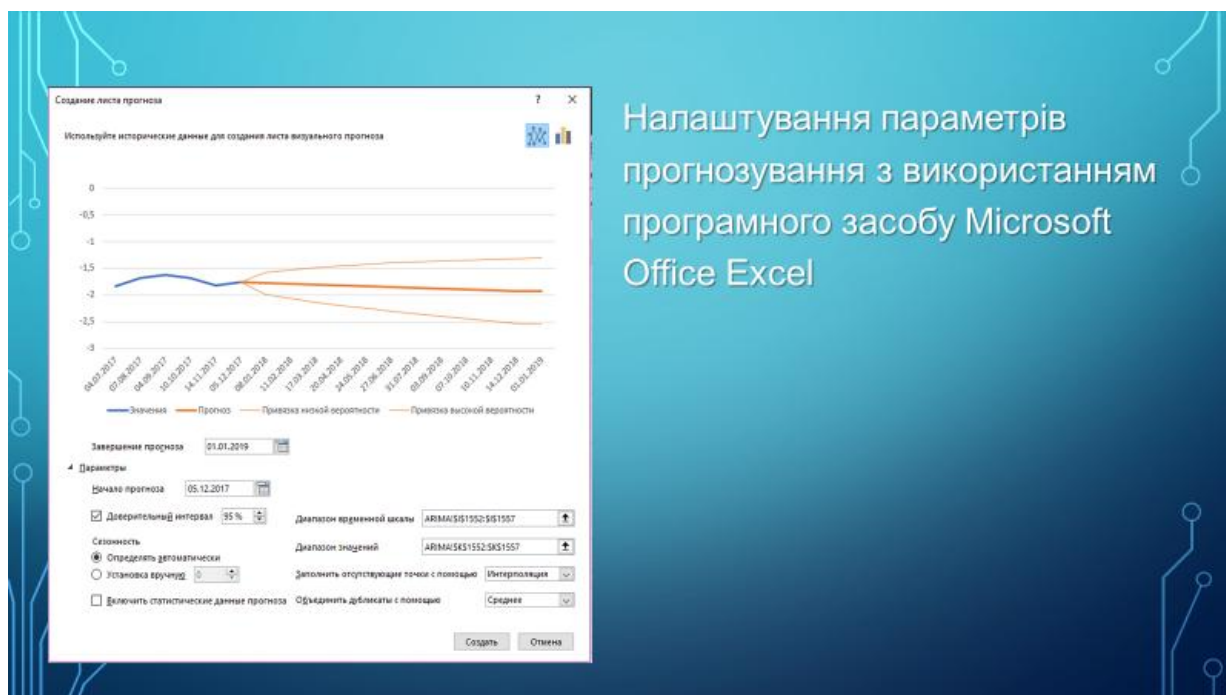 Создание листа прогноза
? ×
Используйте исторические данные для создания листа визуального прогноза
0
-0,5
-1
-1,5
-2
-2,5
-3
04.07.2017 07.08.2017 04.09.2017 10.10.2017 14.11.2017 05.12.2017 08.01.2018 11.02.2018 17.03.2018 20.04.2018 24.05.2018 27.06.2018 31.07.2018 03.09.2018 07.10.2018 10.11.2018 14.12.2018 01.01.2019
Значения Прогноз Привязка низкой вероятности Привязка высокой вероятности
Завершение прогноза 01.01.2019
Параметры
Начало прогноза 05.12.2017
Доверительный интервал 95 %
Диапазон временной шкалы ARIMA!$I$1552:$I$1557
Сезонность
Диапазон значений ARIMA!$K$1552:$K$1557
Определять автоматически
Установка вручную 0
Заполнить отсутствующие точки с помощью Интерполяция
Включить статистические данные прогноза
Объединить дубликаты с помощью Среднее
Создать Отмена
Налаштування параметрів
прогнозування з використанням
програмного засобу Microsoft
Office Excel